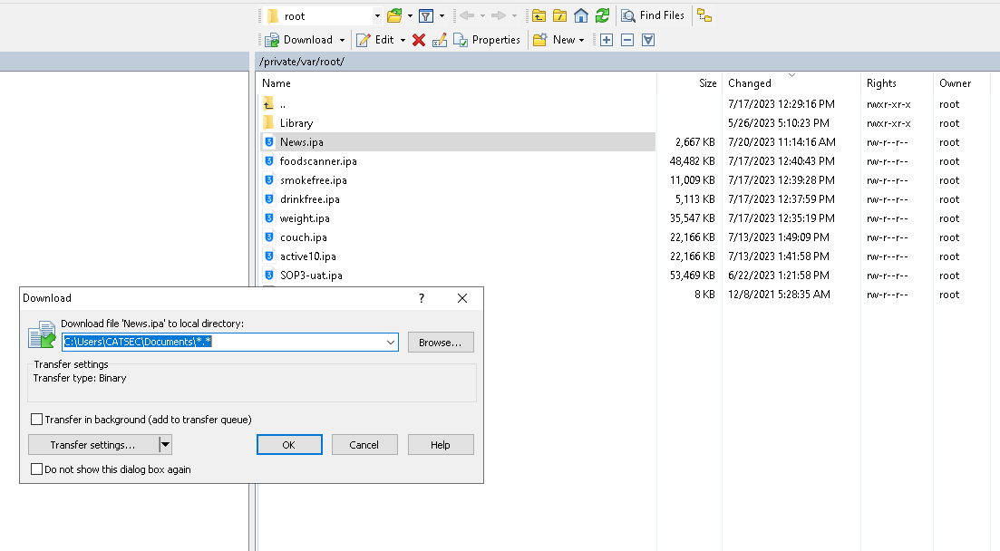 root
Find Files
Download
Edit
Properties
New
/private/var/root/
Name Size Changed Rights Owner
.. 7/17/2023 12:29:16 PM rwxr-xr-x root
Library 5/26/2023 5:10:23 PM rwxr-xr-x root
News.ipa 2,667 KB 7/20/2023 11:14:16 AM rw-r--r-- root
foodscanner.ipa 48,482 KB 7/17/2023 12:40:43 PM rw-r--r-- root
smokefree.ipa 11,009 KB 7/17/2023 12:39:28 PM rw-r--r-- root
drinkfree.ipa 5,113 KB 7/17/2023 12:37:59 PM rw-r--r-- root
weight.ipa 35,547 KB 7/17/2023 12:35:19 PM rw-r--r-- root
couch.ipa 22,166 KB 7/13/2023 1:49:09 PM rw-r--r-- root
active10.ipa 22,166 KB 7/13/2023 1:41:58 PM rw-r--r-- root
SOP3-uat.ipa 53,469 KB 6/22/2023 1:21:58 PM rw-r--r-- root
8 KB 12/8/2021 5:28:35 AM rw-r--r-- root
Download ?
Download file 'News.ipa' to local directory:
C:\Users\CATSEC\Documents\*.*
Browse...
Transfer settings
Transfer type: Binary
Transfer in background (add to transfer queue)
Transfer settings... OK Cancel Help
Do not show this dialog box again